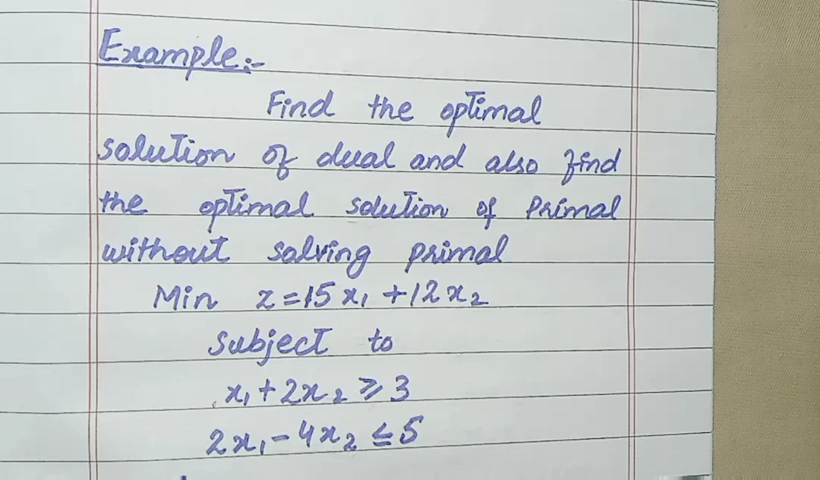 Example:-
Find the optimal
solution of dual and also find
the optimal solution of Primal
without solving primal
Min z=15x₁+12x₂
subject to
x₁+2x₂≥3
2x₁-4x₂≤5